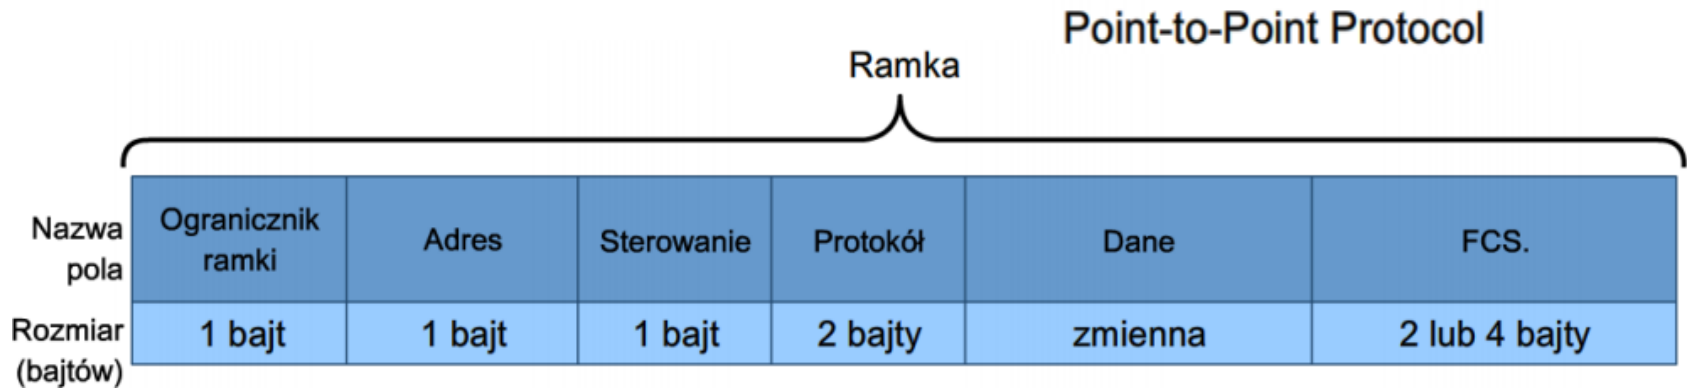 Point-to-Point Protocol
Ramka
Nazwa pola
Ogranicznik ramki
Adres
Sterowanie
Protokół
Dane
FCS.
Rozmiar (bajtów)
1 bajt
1 bajt
1 bajt
2 bajty
zmienna
2 lub 4 bajty